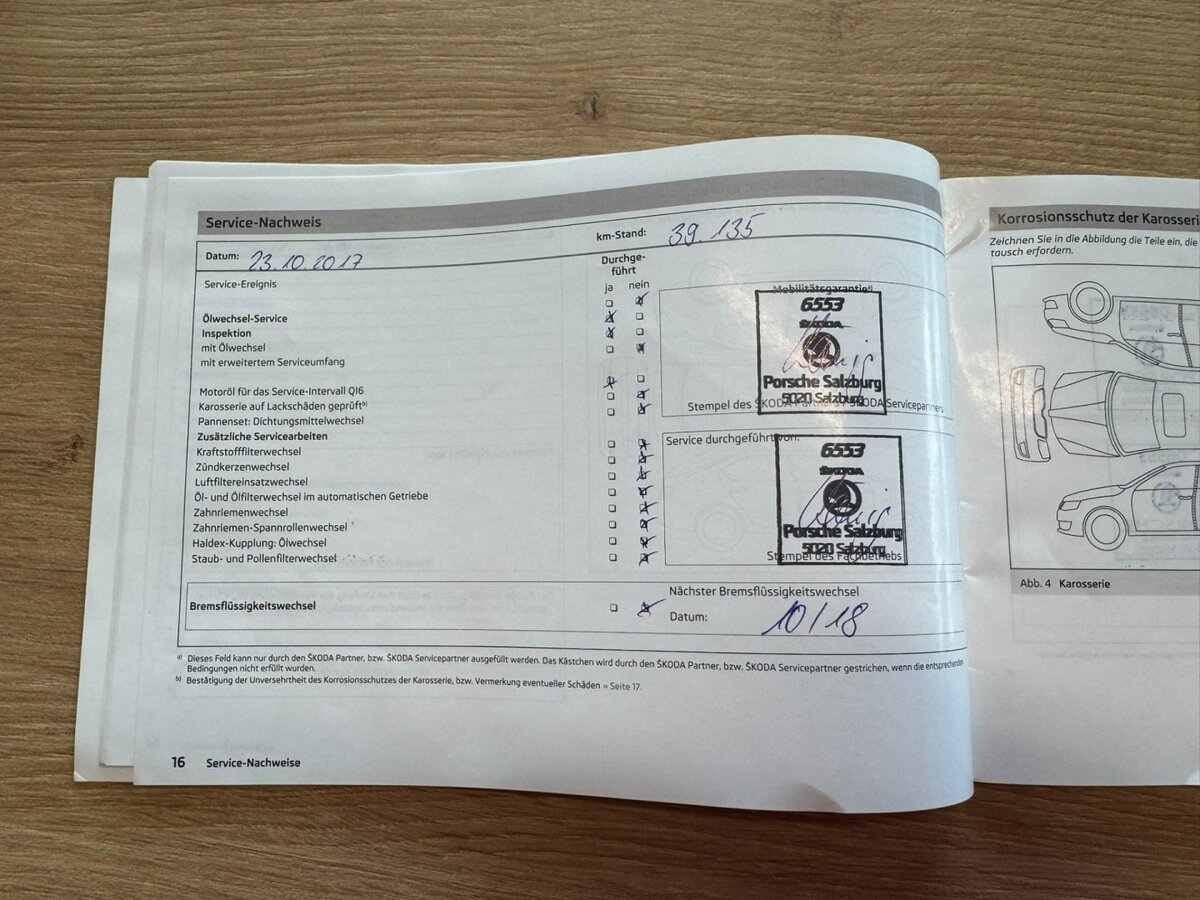 Service-Nachweis
Datum: 23.10.2017
km-Stand: 39.135
Service-Ereignis
Durchge-
führt
ja nein
Ölwechsel-Service
Inspektion
mit Ölwechsel
mit erweitertem Serviceumfang
Motoröl für das Service-Intervall QI6
Karosserie auf Lackschäden geprüft b)
Pannenset: Dichtungsmittelwechsel
Zusätzliche Servicearbeiten
Kraftstofffilterwechsel
Zündkerzenwechsel
Luftfiltereinsatzwechsel
Öl- und Ölfilterwechsel im automatischen Getriebe
Zahnriemenwechsel
Zahnriemen-Spannrollenwechsel
Haldex-Kupplung: Ölwechsel
Staub- und Pollenfilterwechsel
Mobilitätsgarantie a)
6553
ŠKODA
Porsche Salzburg
5020 Salzburg
Stempel des ŠKODA Partners / ŠKODA Servicepartners
Service durchgeführt von:
6553
ŠKODA
Porsche Salzburg
5020 Salzburg
Stempel des Fachbetriebs
Bremsflüssigkeitswechsel
Nächster Bremsflüssigkeitswechsel
Datum: 10/18
a) Dieses Feld kann nur durch den ŠKODA Partner, bzw. ŠKODA Servicepartner ausgefüllt werden. Das Kästchen wird durch den ŠKODA Partner, bzw. ŠKODA Servicepartner gestrichen, wenn die entsprechenden
Bedingungen nicht erfüllt wurden.
b) Bestätigung der Unversehrtheit des Korrosionsschutzes der Karosserie, bzw. Vermerkung eventueller Schäden » Seite 17.
16 Service-Nachweise
Korrosionsschutz der Karosserie
Zeichnen Sie in die Abbildung die Teile ein, die
tausch erfordern.
Abb. 4 Karosserie